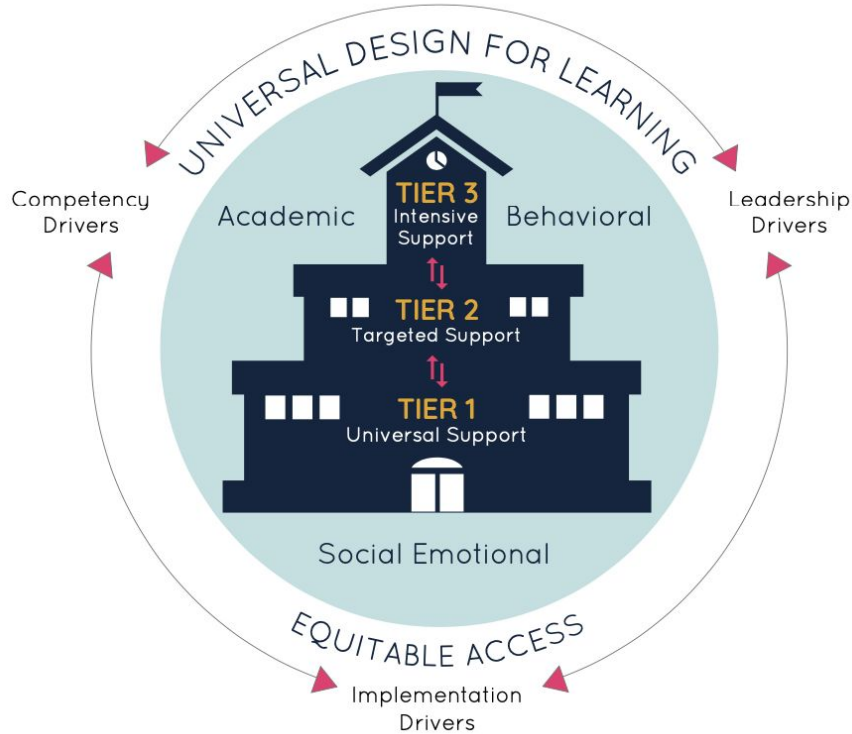 UNIVERSAL DESIGN FOR LEARNING
Competency
Drivers
Leadership
Drivers
Academic
Behavioral
TIER 3
Intensive
Support
TIER 2
Targeted Support
TIER 1
Universal Support
Social Emotional
EQUITABLE ACCESS
Implementation
Drivers